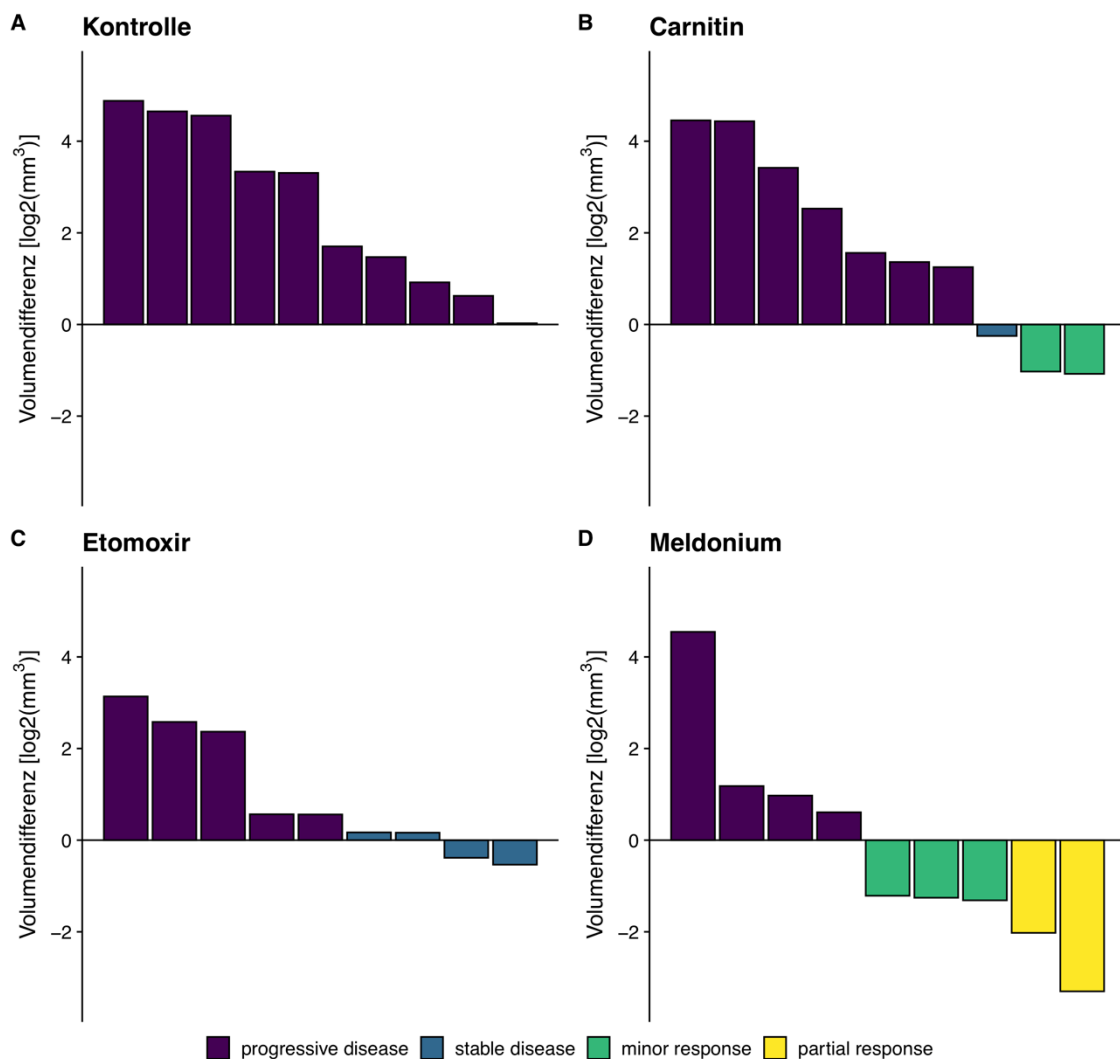 A Kontrolle
Volumendifferenz [log2(mm³)]
4
2
0
−2
B Carnitin
Volumendifferenz [log2(mm³)]
4
2
0
−2
C Etomoxir
Volumendifferenz [log2(mm³)]
4
2
0
−2
D Meldonium
Volumendifferenz [log2(mm³)]
4
2
0
−2
progressive disease stable disease minor response partial response